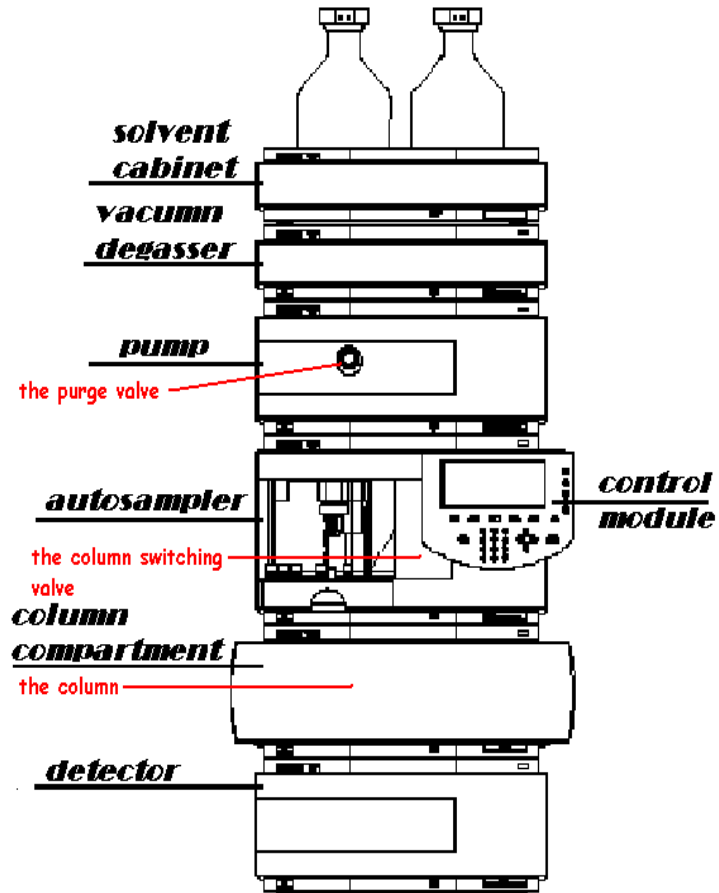 solvent
cabinet
vacumn
degasser
pump
the purge valve
autosampler
control
module
the column switching
valve
column
compartment
the column
detector